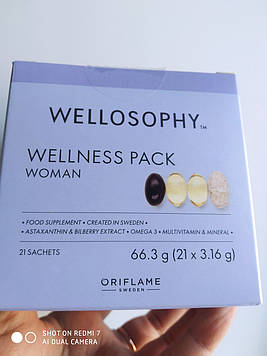 WELLOSOPHY™
WELLNESS PACK
WOMAN
• FOOD SUPPLEMENT • CREATED IN SWEDEN •
• ASTAXANTHIN & BILBERRY EXTRACT • OMEGA 3 • MULTIVITAMIN & MINERAL •
21 SACHETS
66.3 g (21 x 3.16 g)
ORIFLAME
SWEDEN
SHOT ON REDMI 7
AI DUAL CAMERA